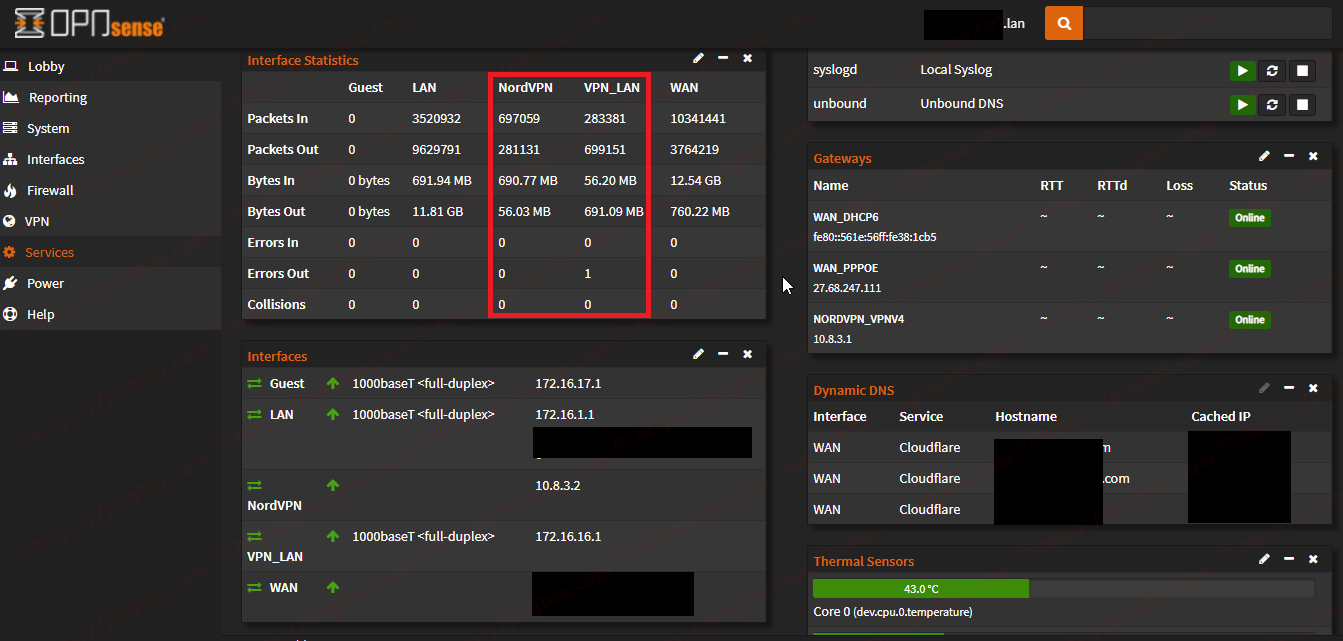 OPNsense
.lan
Lobby
Reporting
System
Interfaces
Firewall
VPN
Services
Power
Help
Interface Statistics
Guest LAN NordVPN VPN_LAN WAN
Packets In 0 3520932 697059 283381 10341441
Packets Out 0 9629791 281131 699151 3764219
Bytes In 0 bytes 691.94 MB 690.77 MB 56.20 MB 12.54 GB
Bytes Out 0 bytes 11.81 GB 56.03 MB 691.09 MB 760.22 MB
Errors In 0 0 0 0 0
Errors Out 0 0 0 1 0
Collisions 0 0 0 0 0
Interfaces
Guest 1000baseT <full-duplex> 172.16.17.1
LAN 1000baseT <full-duplex> 172.16.1.1
NordVPN 10.8.3.2
VPN_LAN 1000baseT <full-duplex> 172.16.16.1
WAN
syslogd Local Syslog
unbound Unbound DNS
Gateways
Name RTT RTTd Loss Status
WAN_DHCP6 ~ ~ ~ Online
fe80::561e:56ff:fe38:1cb5
WAN_PPPOE ~ ~ ~ Online
27.68.247.111
NORDVPN_VPNV4 ~ ~ ~ Online
10.8.3.1
Dynamic DNS
Interface Service Hostname Cached IP
WAN Cloudflare m
WAN Cloudflare .com
WAN Cloudflare
Thermal Sensors
43.0 °C
Core 0 (dev.cpu.0.temperature)